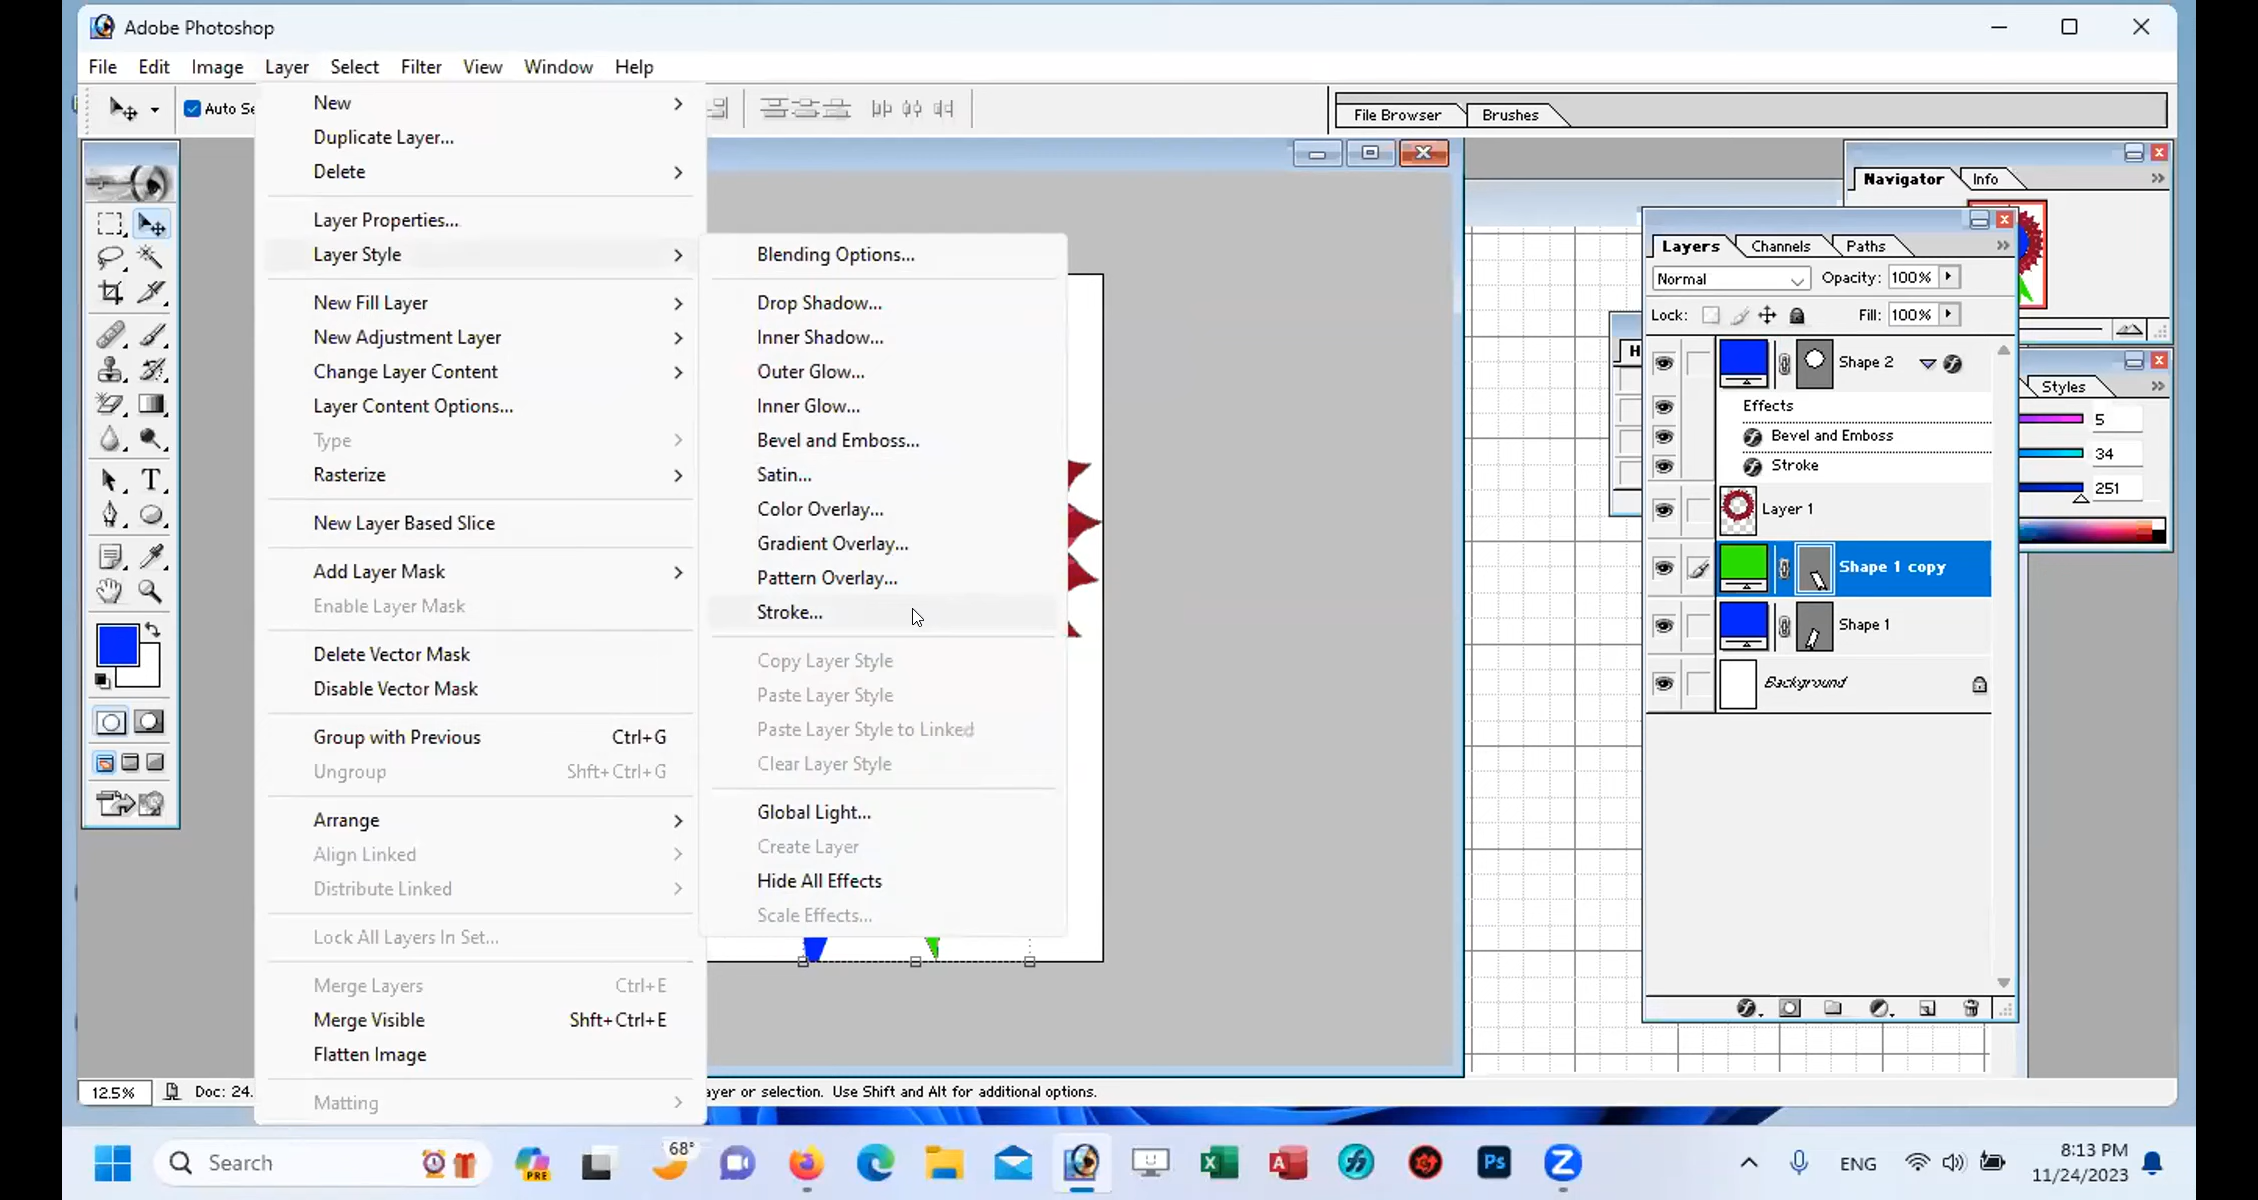 Adobe Photoshop
File Edit Image Layer Select Filter View Window Help
Auto Se
File Browser Brushes
New
Duplicate Layer...
Delete
Layer Properties...
Layer Style
New Fill Layer
New Adjustment Layer
Change Layer Content
Layer Content Options...
Type
Rasterize
New Layer Based Slice
Add Layer Mask
Enable Layer Mask
Delete Vector Mask
Disable Vector Mask
Group with Previous Ctrl+G
Ungroup Shft+Ctrl+G
Arrange
Align Linked
Distribute Linked
Lock All Layers In Set...
Merge Layers Ctrl+E
Merge Visible Shft+Ctrl+E
Flatten Image
Matting
Blending Options...
Drop Shadow...
Inner Shadow...
Outer Glow...
Inner Glow...
Bevel and Emboss...
Satin...
Color Overlay...
Gradient Overlay...
Pattern Overlay...
Stroke...
Copy Layer Style
Paste Layer Style
Paste Layer Style to Linked
Clear Layer Style
Global Light...
Create Layer
Hide All Effects
Scale Effects...
Navigator Info
H
Layers Channels Paths
Normal Opacity: 100%
Lock: Fill: 100%
Shape 2
Effects
Bevel and Emboss
Stroke
Layer 1
Shape 1 copy
Shape 1
Background
Styles
5
34
251
12.5% Doc: 24. ayer or selection. Use Shift and Alt for additional options.
Search
PRE
68°
X
A
Ps
Z
ENG
8:13 PM
11/24/2023